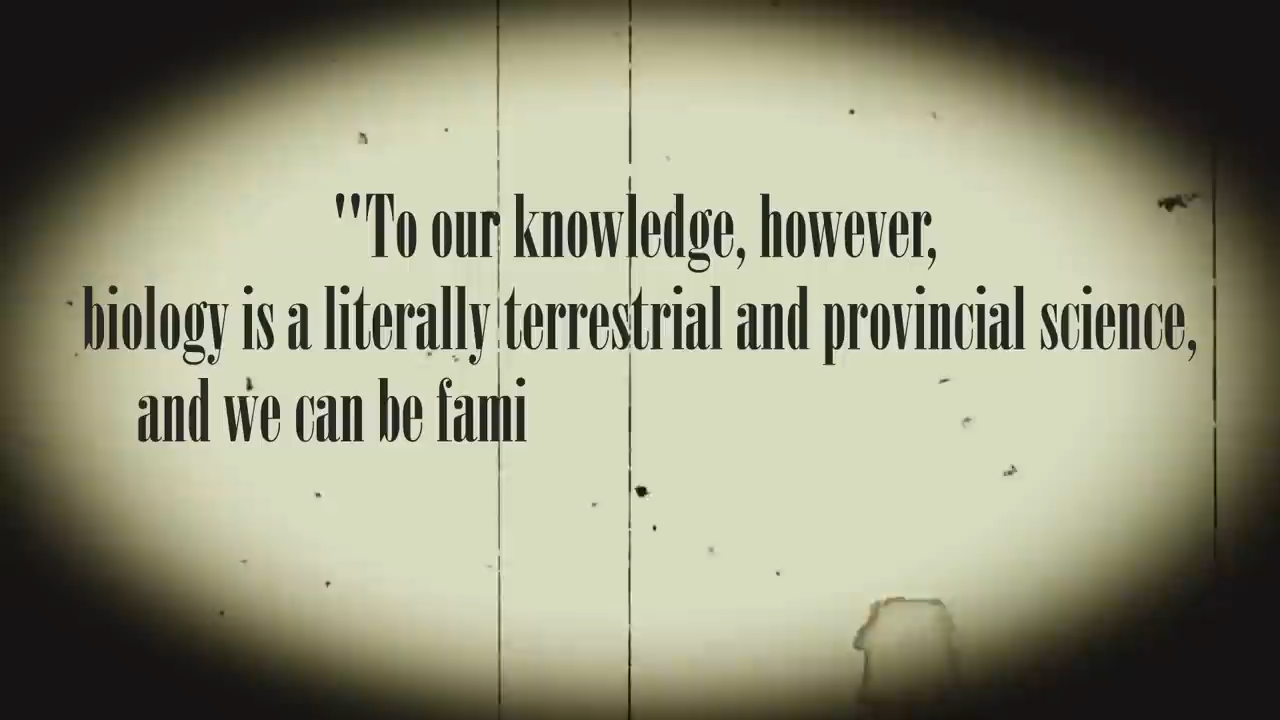 "To our knowledge, however,
biology is a literally terrestrial and provincial science,
and we can be fami